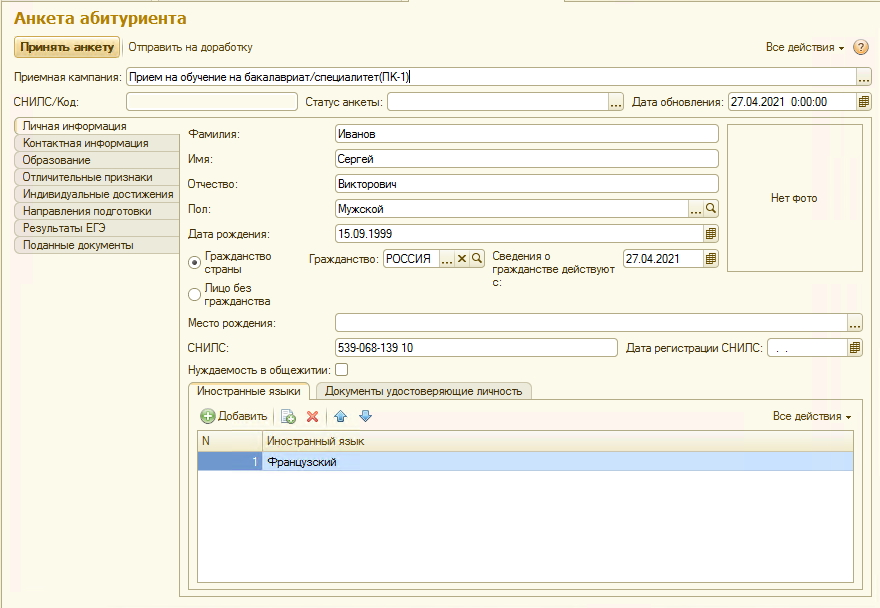 Анкета абитуриента
Принять анкету Отправить на доработку Все действия ?
Приемная кампания: Прием на обучение на бакалавриат/специалитет(ПК-1) ...
СНИЛС/Код: Статус анкеты: ... Дата обновления: 27.04.2021 0:00:00
Личная информация
Контактная информация
Образование
Отличительные признаки
Индивидуальные достижения
Направления подготовки
Результаты ЕГЭ
Поданные документы
Фамилия: Иванов
Имя: Сергей
Отчество: Викторович
Пол: Мужской ...
Дата рождения: 15.09.1999
Нет фото
Гражданство
страны
Гражданство: РОССИЯ ...
Сведения о
гражданстве действуют
с:
27.04.2021
Лицо без
гражданства
Место рождения: ...
СНИЛС: 539-068-139 10 Дата регистрации СНИЛС: . .
Нуждаемость в общежитии:
Иностранные языки Документы удостоверяющие личность
Добавить Все действия
N Иностранный язык
1 Французский